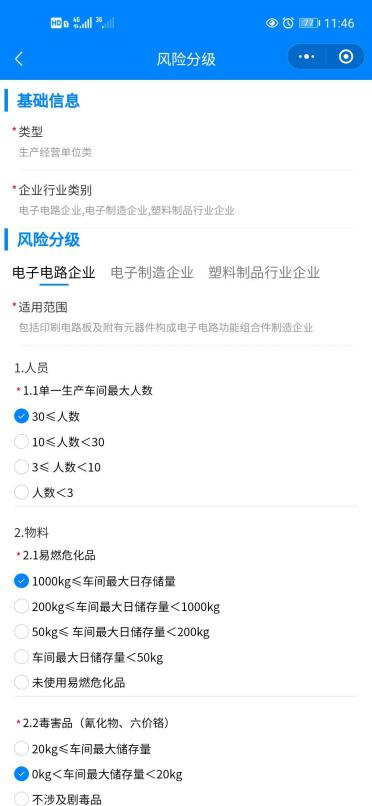 HD 4G 3G 77 11:46
风险分级
基础信息
*类型
生产经营单位类
*企业行业类别
电子电路企业,电子制造企业,塑料制品行业企业
风险分级
电子电路企业 电子制造企业 塑料制品行业企业
*适用范围
包括印刷电路板及附有元器件构成电子电路功能组合件制造企业
1.人员
*1.1单一生产车间最大人数
30≤人数
10≤人数<30
3≤ 人数<10
人数<3
2.物料
*2.1易燃危化品
1000kg≤车间最大日存储量
200kg≤车间最大日储存量<1000kg
50kg≤ 车间最大日储存量<200kg
车间最大日储存量<50kg
未使用易燃危化品
*2.2毒害品（氰化物、六价铬）
20kg≤车间最大储存量
0kg<车间最大储存量<20kg
不涉及剧毒品